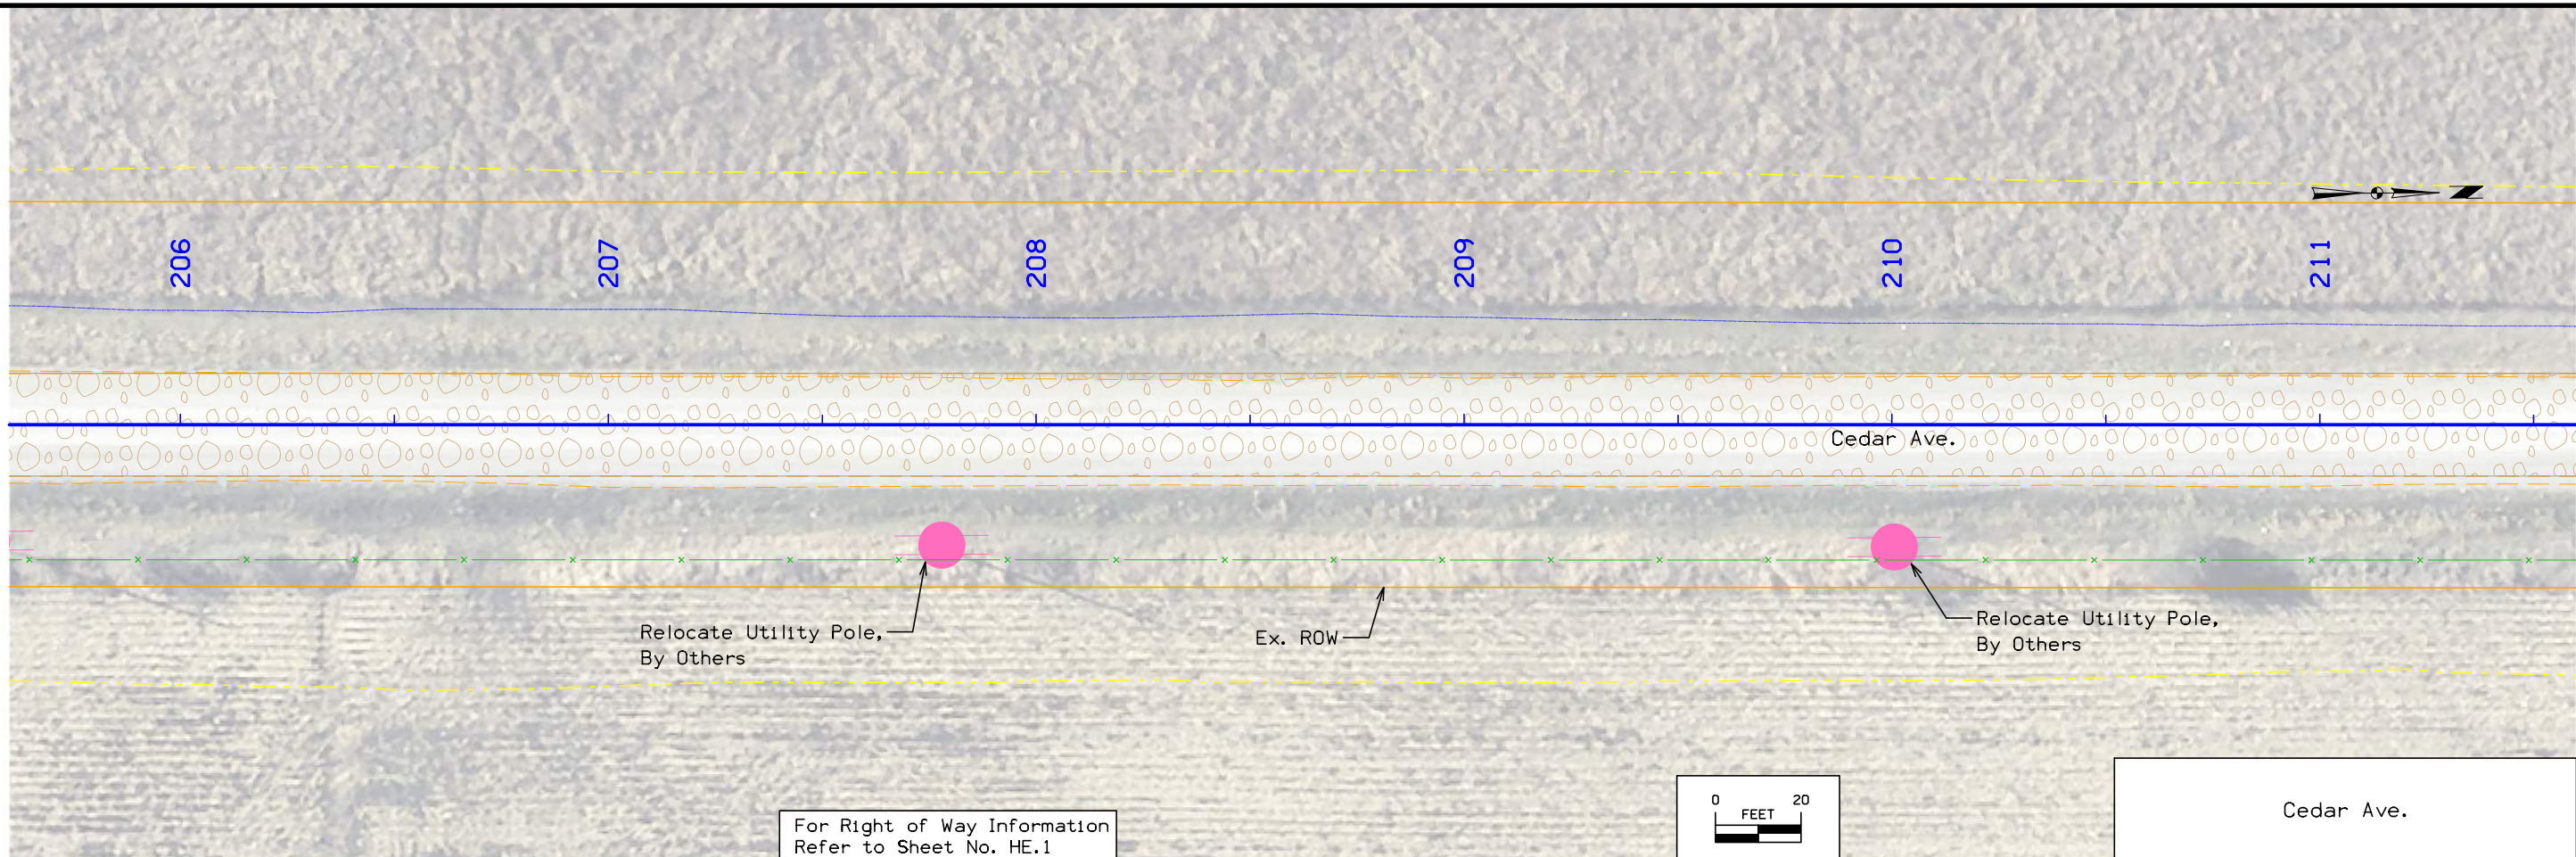 206
207
208
209
210
211
Cedar Ave.
Relocate Utility Pole,
By Others
Ex. ROW
Relocate Utility Pole,
By Others
For Right of Way Information
Refer to Sheet No. HE.1
0 20
FEET
Cedar Ave.